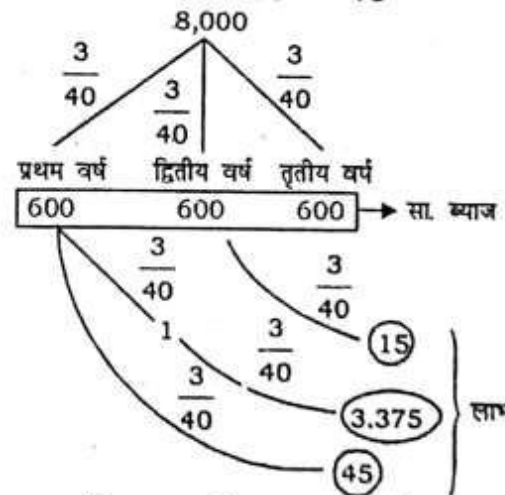 8,000
3/40 3/40 3/40
प्रथम वर्ष द्वितीय वर्ष तृतीय वर्ष
600 600 600 → सा. ब्याज
3/40 3/40
1 15
3/40 3/40
3.375 लाभ
45